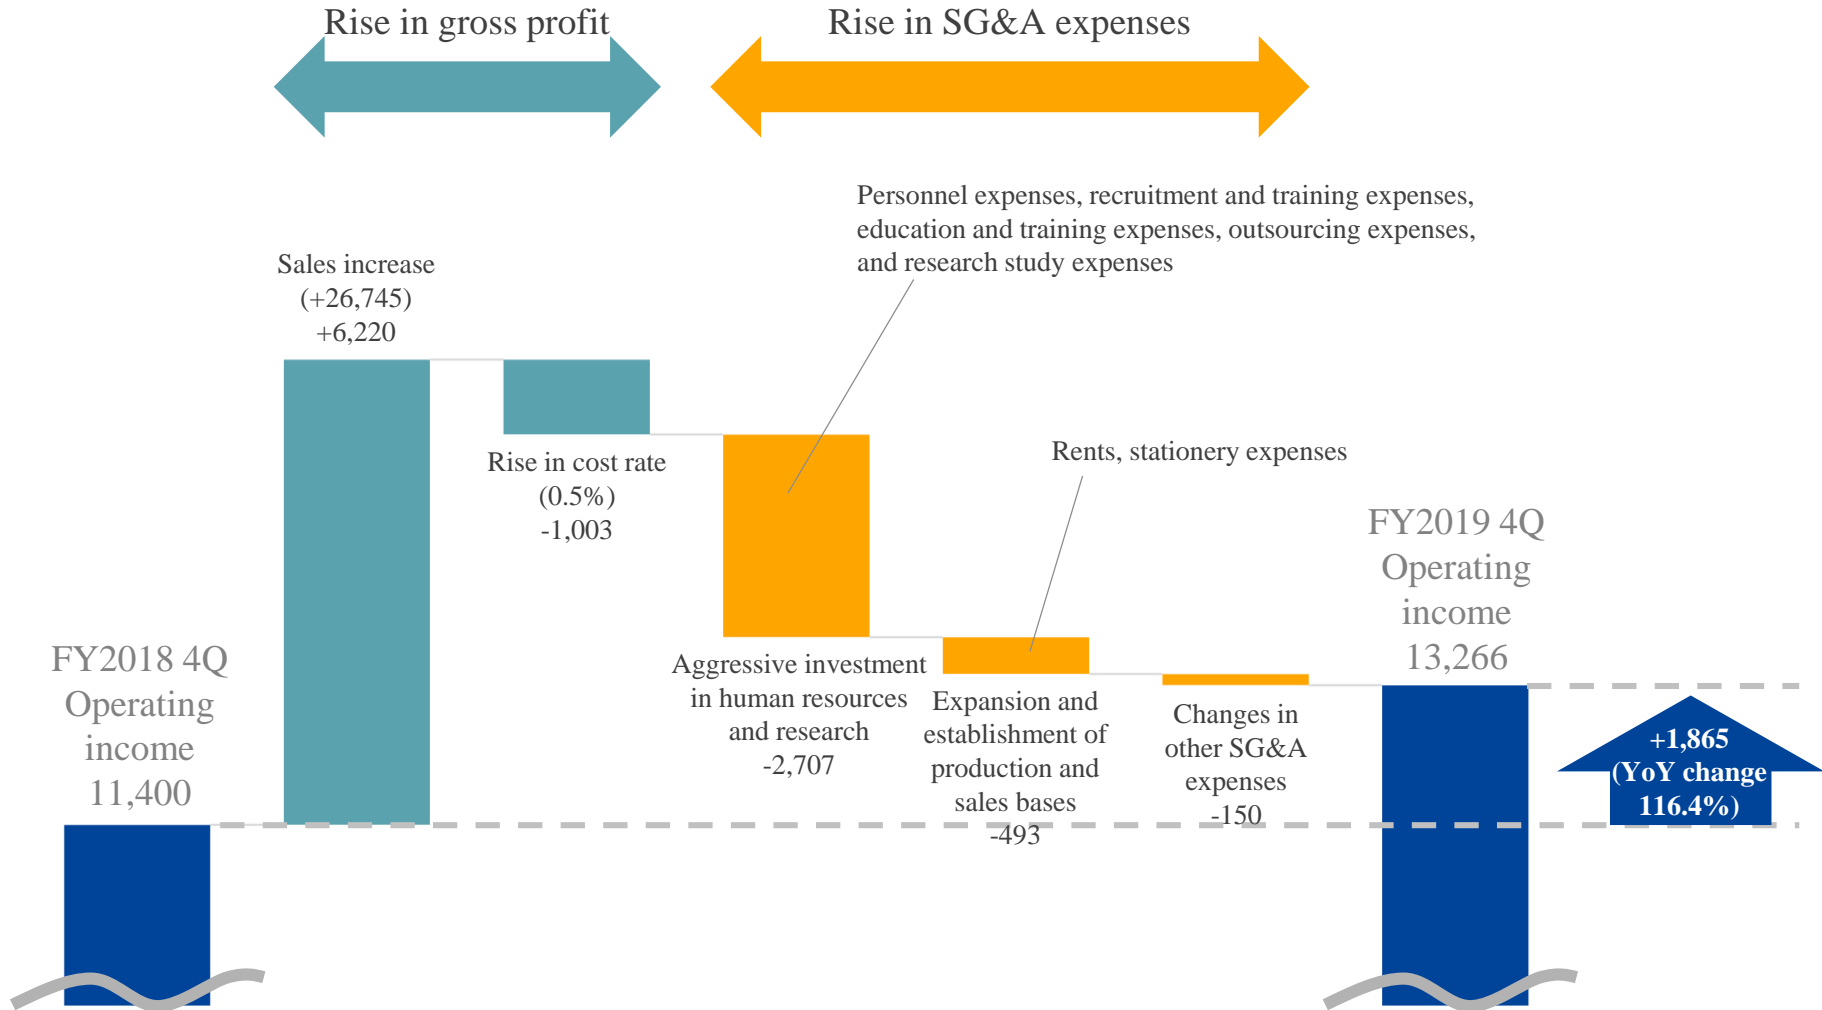 Rise in gross profit
Rise in SG&A expenses
Personnel expenses, recruitment and training expenses,
education and training expenses, outsourcing expenses,
and research study expenses
Sales increase
(+26,745)
+6,220
Rise in cost rate
(0.5%)
-1,003
Rents, stationery expenses
FY2018 4Q
Operating
income
11,400
Aggressive investment
in human resources
and research
-2,707
Expansion and
establishment of
production and
sales bases
-493
Changes in
other SG&A
expenses
-150
FY2019 4Q
Operating
income
13,266
+1,865
(YoY change
116.4%)